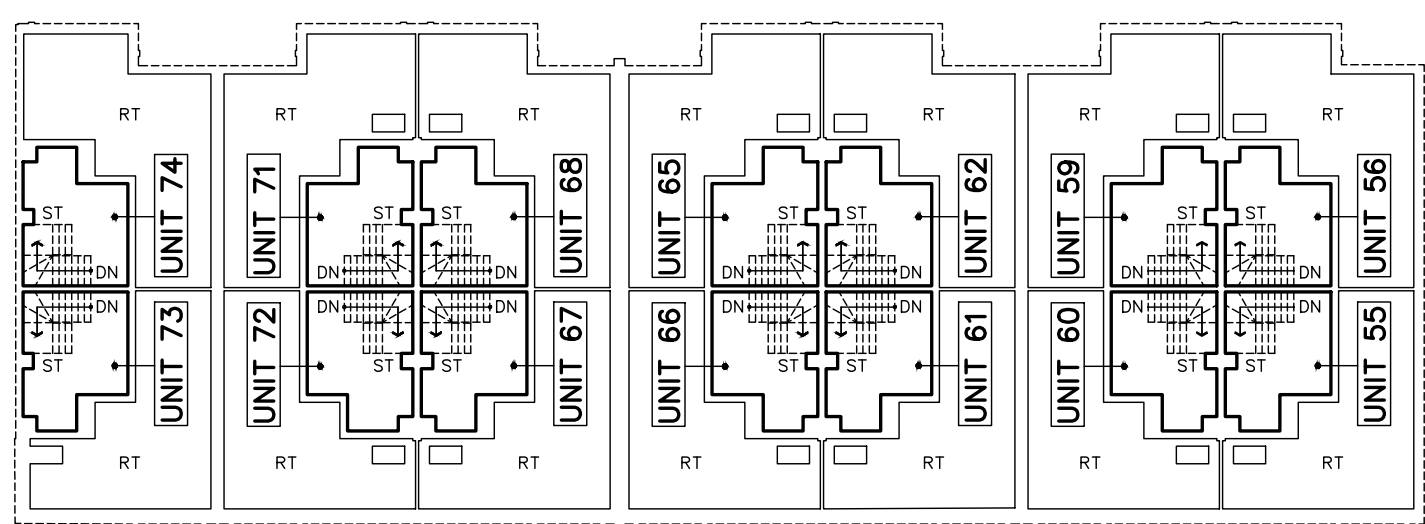 RT RT RT RT RT RT RT
UNIT 74
UNIT 71
UNIT 68
UNIT 65
UNIT 62
UNIT 59
UNIT 56
ST ST ST ST ST ST ST
DN DN DN DN DN DN DN
DN DN DN DN DN DN DN
UNIT 73
UNIT 72
UNIT 67
UNIT 66
UNIT 61
UNIT 60
UNIT 55
ST ST ST ST ST ST ST
RT RT RT RT RT RT RT